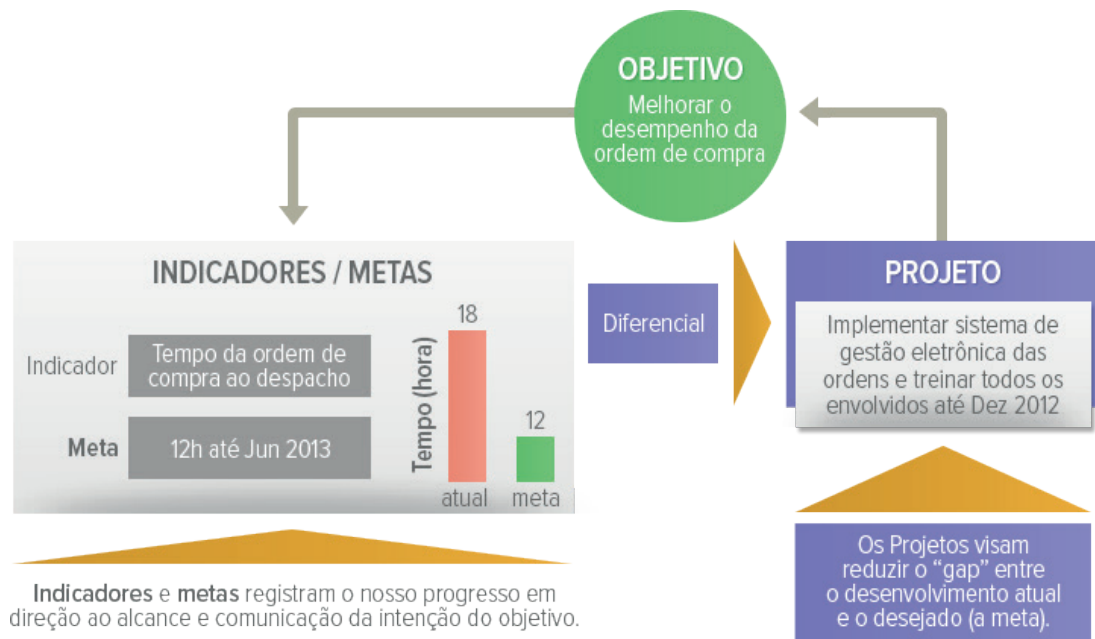 OBJETIVO
Melhorar o
desempenho da
ordem de compra
INDICADORES / METAS
Indicador
Tempo da ordem de
compra ao despacho
Meta
12h até Jun 2013
Tempo (hora)
18
12
atual
meta
Diferencial
PROJETO
Implementar sistema de
gestão eletrônica das
ordens e treinar todos os
envolvidos até Dez 2012
Indicadores e metas registram o nosso progresso em
direção ao alcance e comunicação da intenção do objetivo.
Os Projetos visam
reduzir o “gap” entre
o desenvolvimento atual
e o desejado (a meta).